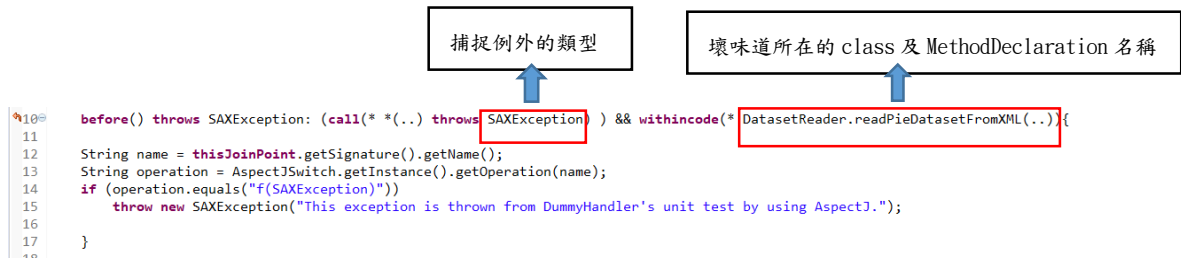 捕捉例外的類型
壞味道所在的 class 及 MethodDeclaration 名稱
10 before() throws SAXException: (call(* *(..) throws SAXException) ) && withincode(* DatasetReader.readPieDatasetFromXML(..)){
11
12 String name = thisJoinPoint.getSignature().getName();
13 String operation = AspectJSwitch.getInstance().getOperation(name);
14 if (operation.equals("f(SAXException)"))
15 throw new SAXException("This exception is thrown from DummyHandler's unit test by using AspectJ.");
16
17 }
18